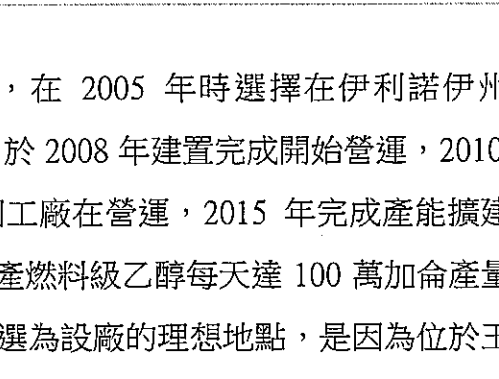 ，在 2005 年時選擇在伊利諾伊州
於 2008 年建置完成開始營運，2010
工廠在營運，2015 年完成產能擴建
產燃料級乙醇每天達 100 萬加侖產量
選為設廠的理想地點，是因為位於玉